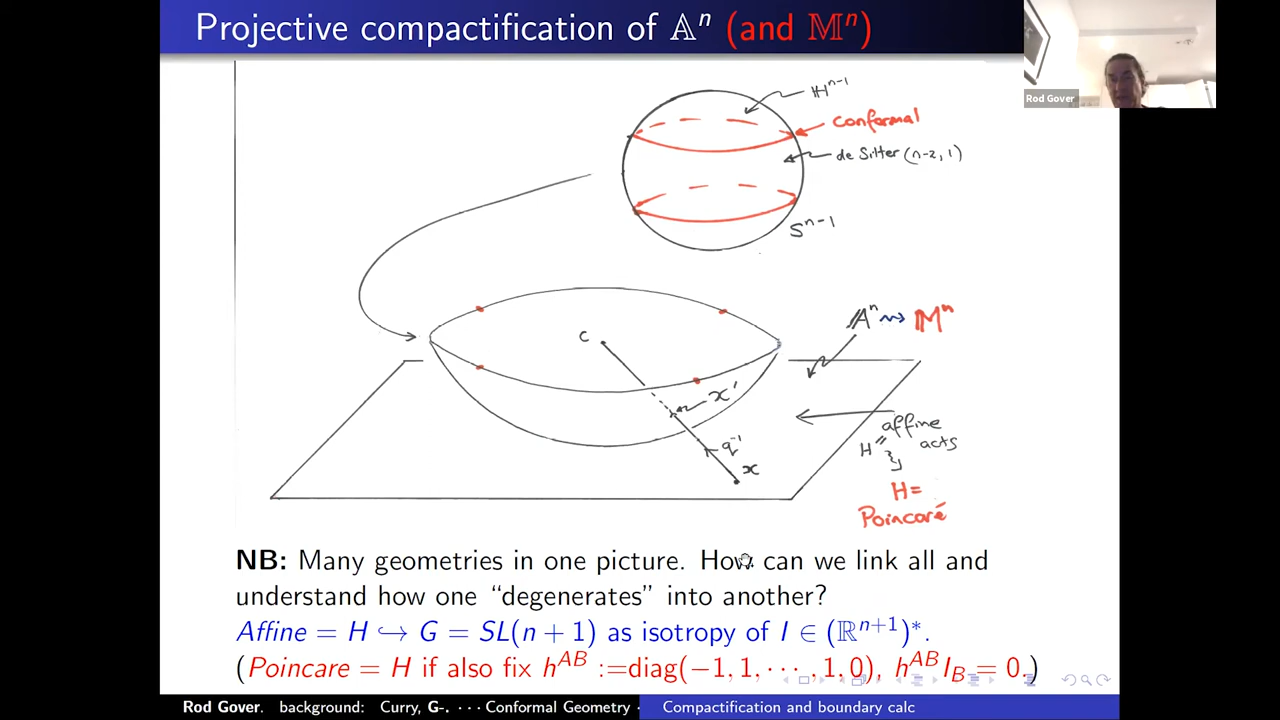 Projective compactification of 𝔸ⁿ (and 𝕄ⁿ)
Rod Gover
ℍⁿ⁻¹
conformal
de Sitter (n-2, 1)
Sⁿ⁻¹
C
𝔸ⁿ ⇝ 𝕄ⁿ
x'
q⁻¹
x
affine
H = acts
H =
Poincaré
NB: Many geometries in one picture. How can we link all and
understand how one “degenerates” into another?
Affine = H ↪ G = SL(n + 1) as isotropy of I ∈ (ℝⁿ⁺¹)*.
(Poincare = H if also fix hᴬᴮ :=diag(−1, 1, ⋯ , 1, 0), hᴬᴮI_B = 0.)
Rod Gover. background: Curry, G-. ⋯ Conformal Geometry ·
Compactification and boundary calc